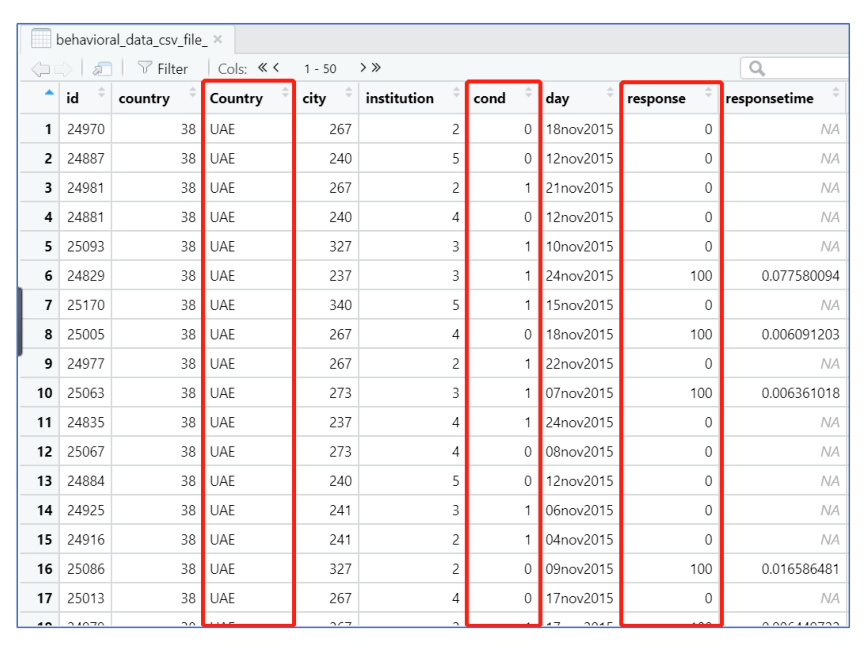 behavioral_data_csv_file_ ×
Filter Cols: « < 1 - 50 > »
id country Country city institution cond day response responsetime
1 24970 38 UAE 267 2 0 18nov2015 0 NA
2 24887 38 UAE 240 5 0 12nov2015 0 NA
3 24981 38 UAE 267 2 1 21nov2015 0 NA
4 24881 38 UAE 240 4 0 12nov2015 0 NA
5 25093 38 UAE 327 3 1 10nov2015 0 NA
6 24829 38 UAE 237 3 1 24nov2015 100 0.077580094
7 25170 38 UAE 340 5 1 15nov2015 0 NA
8 25005 38 UAE 267 4 0 18nov2015 100 0.006091203
9 24977 38 UAE 267 2 1 22nov2015 0 NA
10 25063 38 UAE 273 3 1 07nov2015 100 0.006361018
11 24835 38 UAE 237 4 1 24nov2015 0 NA
12 25067 38 UAE 273 4 0 08nov2015 0 NA
13 24884 38 UAE 240 5 0 12nov2015 0 NA
14 24925 38 UAE 241 3 1 06nov2015 0 NA
15 24916 38 UAE 241 2 1 04nov2015 0 NA
16 25086 38 UAE 327 2 0 09nov2015 100 0.016586481
17 25013 38 UAE 267 4 0 17nov2015 0 NA